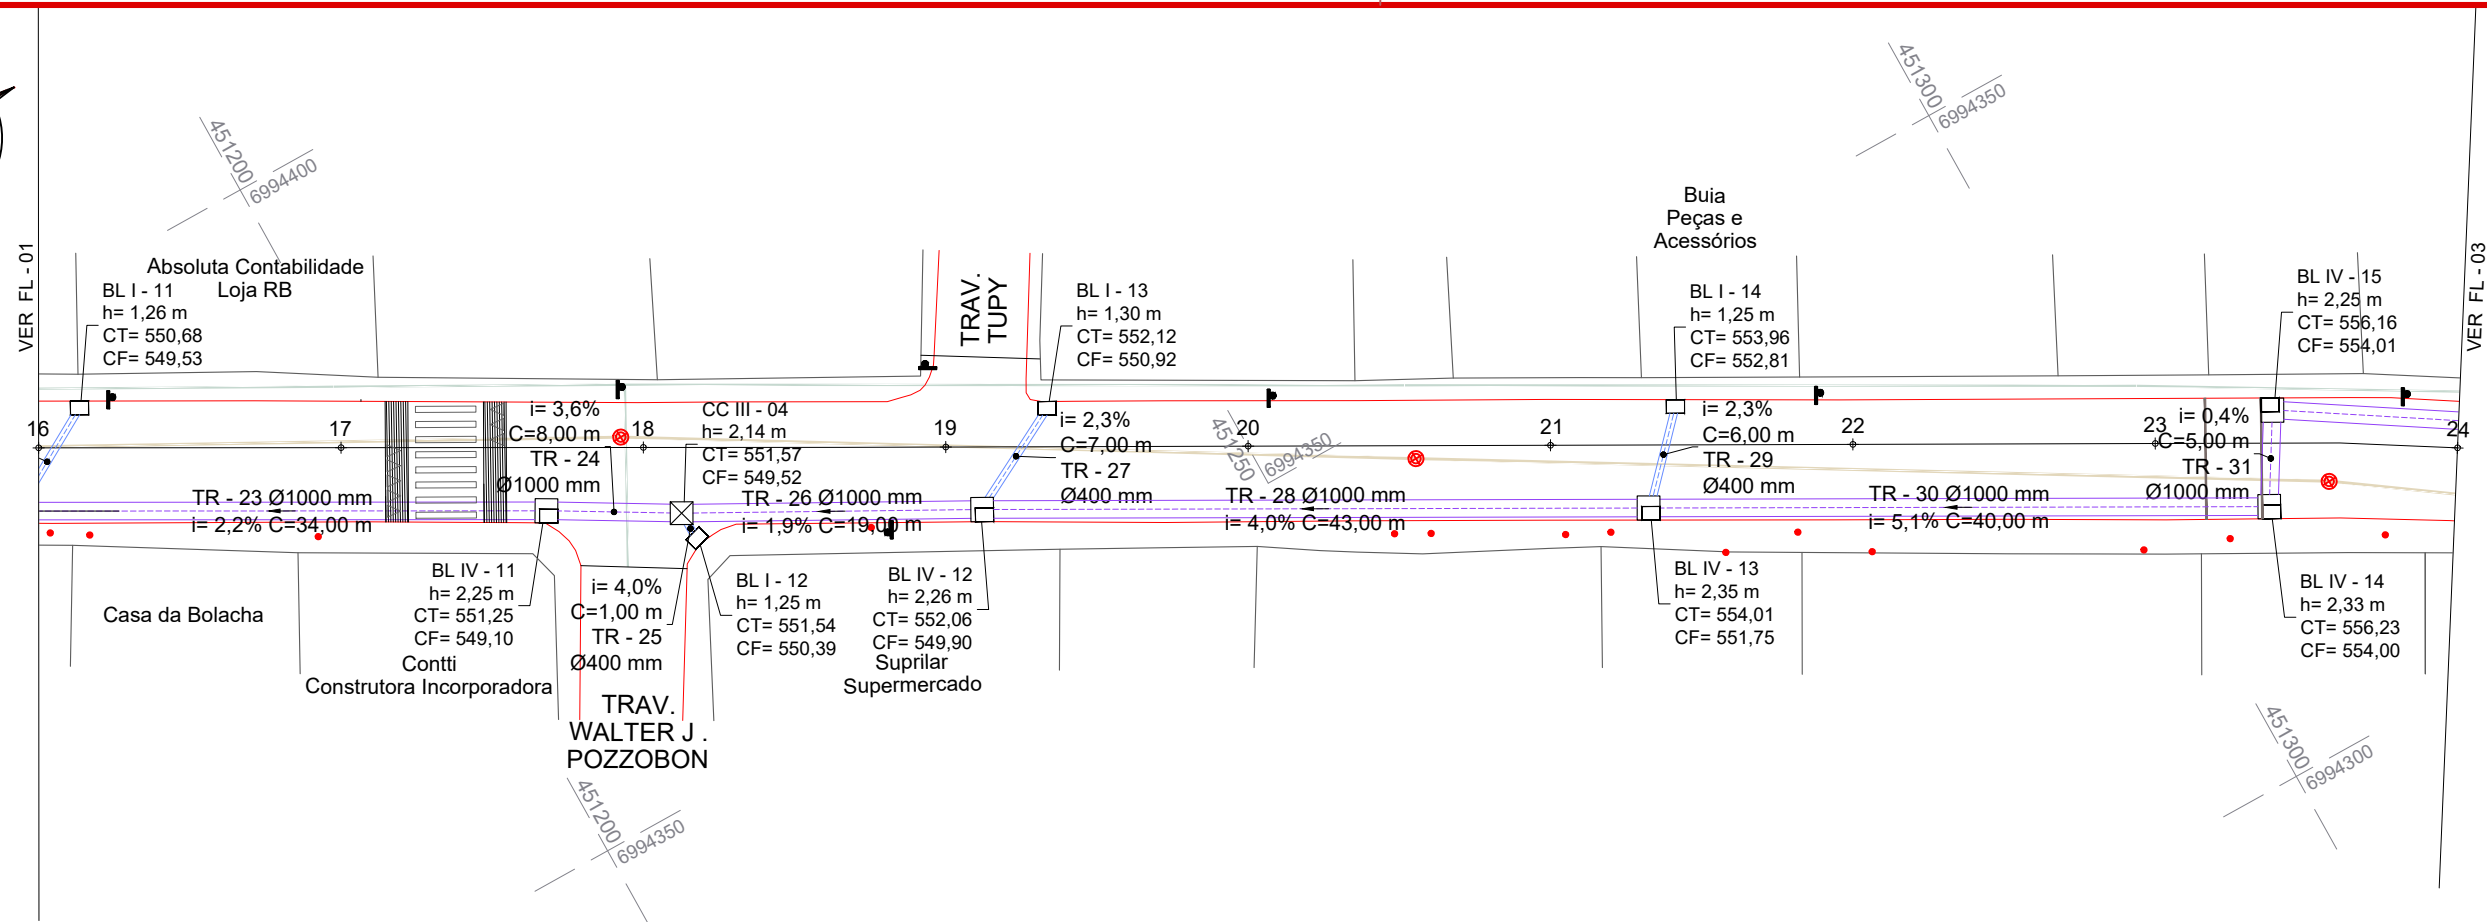 VER FL - 01
451200
6994400
Absoluta Contabilidade
Loja RB
BL I - 11
h= 1,26 m
CT= 550,68
CF= 549,53
TRAV.
TUPY
BL I - 13
h= 1,30 m
CT= 552,12
CF= 550,92
Buia
Peças e
Acessórios
BL I - 14
h= 1,25 m
CT= 553,96
CF= 552,81
451300
6994350
BL IV - 15
h= 2,25 m
CT= 556,16
CF= 554,01
VER FL - 03
16
17
18
19
20
21
22
23
24
i= 3,6%
C=8,00 m
TR - 24
Ø1000 mm
CC III - 04
h= 2,14 m
CT= 551,57
CF= 549,52
i= 2,3%
C=7,00 m
TR - 27
Ø400 mm
451250
6994350
i= 2,3%
C=6,00 m
TR - 29
Ø400 mm
i= 0,4%
C=5,00 m
TR - 31
Ø1000 mm
TR - 23 Ø1000 mm
i= 2,2% C=34,00 m
TR - 26 Ø1000 mm
i= 1,9% C=19,00 m
TR - 28 Ø1000 mm
i= 4,0% C=43,00 m
TR - 30 Ø1000 mm
i= 5,1% C=40,00 m
Casa da Bolacha
BL IV - 11
h= 2,25 m
CT= 551,25
CF= 549,10
Contti
Construtora Incorporadora
i= 4,0%
C=1,00 m
TR - 25
Ø400 mm
TRAV.
WALTER J .
POZZOBON
BL I - 12
h= 1,25 m
CT= 551,54
CF= 550,39
BL IV - 12
h= 2,26 m
CT= 552,06
CF= 549,90
Suprilar
Supermercado
BL IV - 13
h= 2,35 m
CT= 554,01
CF= 551,75
BL IV - 14
h= 2,33 m
CT= 556,23
CF= 554,00
451200
6994350
451300
6994300